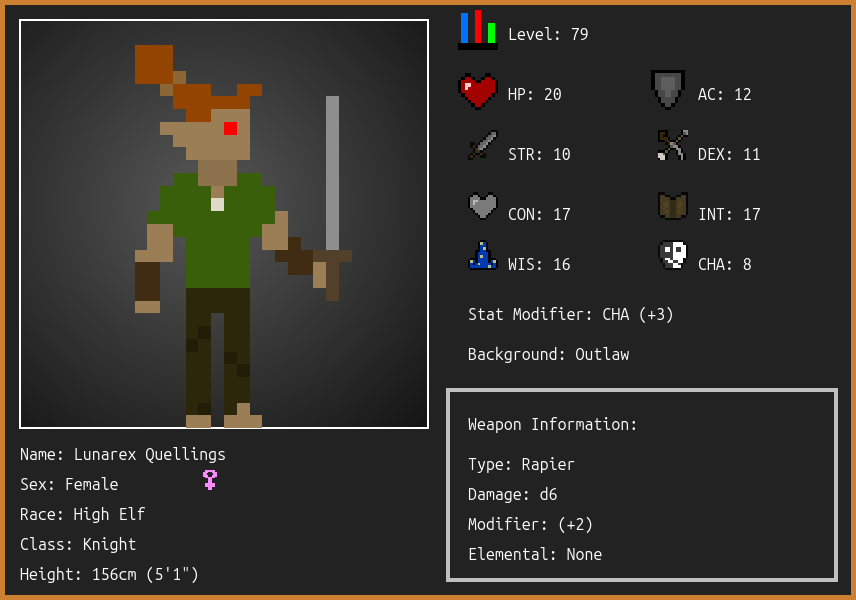 Level: 79
HP: 20
AC: 12
STR: 10
DEX: 11
CON: 17
INT: 17
WIS: 16
CHA: 8
Stat Modifier: CHA (+3)
Background: Outlaw
Weapon Information:
Type: Rapier
Damage: d6
Modifier: (+2)
Elemental: None
Name: Lunarex Quellings
Sex: Female
Race: High Elf
Class: Knight
Height: 156cm (5'1")